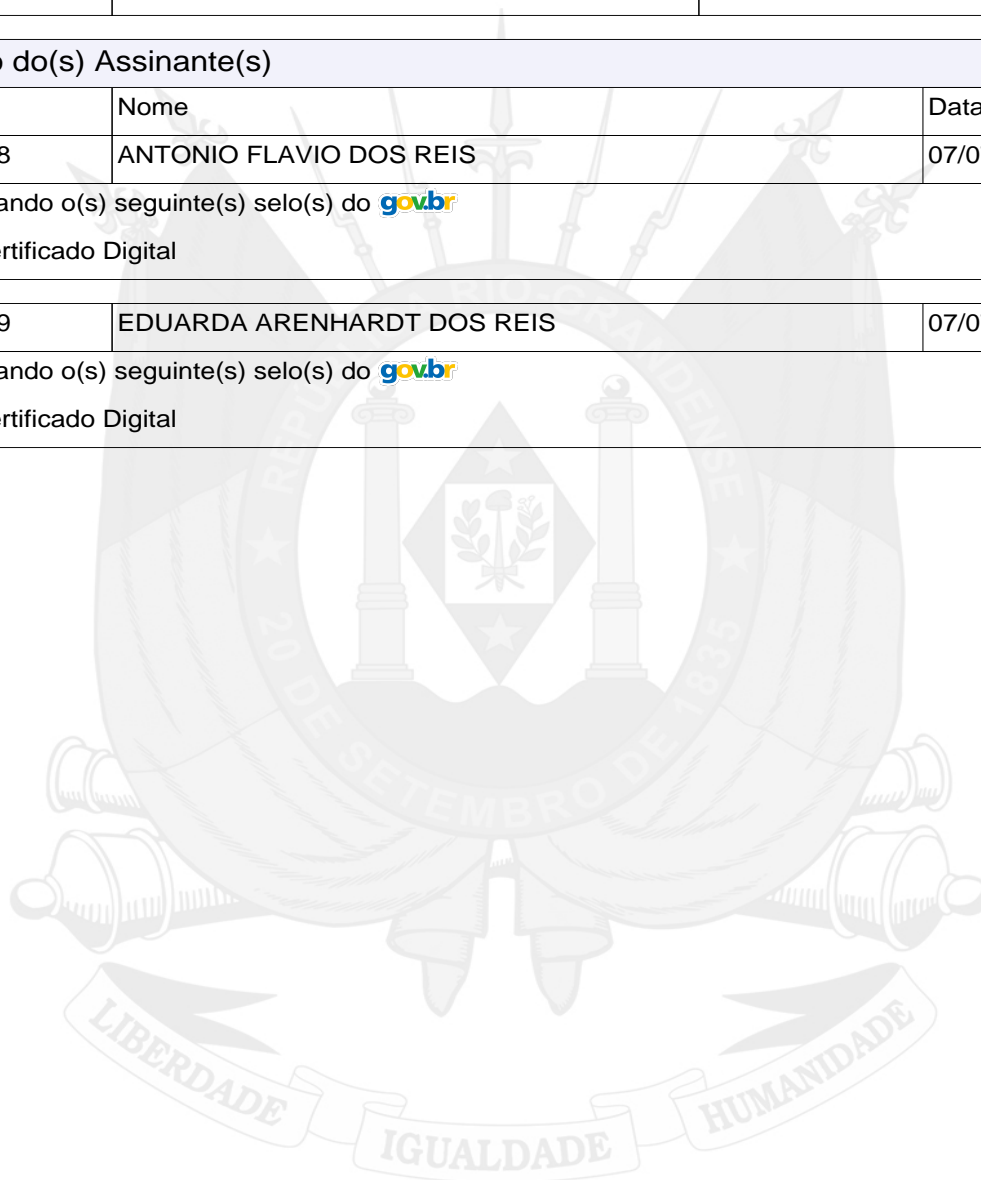 o do(s) Assinante(s)
Nome
Data
8
ANTONIO FLAVIO DOS REIS
07/0
ando o(s) seguinte(s) selo(s) do gov.br
ertificado Digital
9
EDUARDA ARENHARDT DOS REIS
07/0
ando o(s) seguinte(s) selo(s) do gov.br
ertificado Digital
REPUBLICA RIO-GRANDENSE
20 DE SETEMBRO DE 1835
LIBERDADE
IGUALDADE
HUMANIDADE